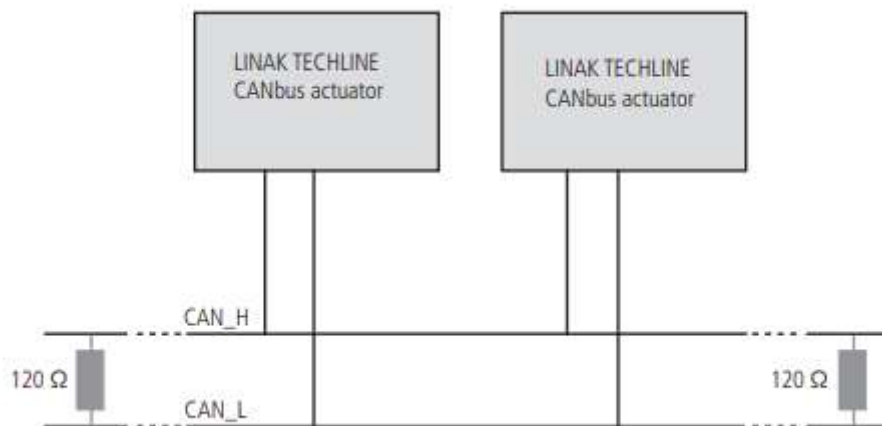 LINAK TECHLINE
CANbus actuator
LINAK TECHLINE
CANbus actuator
CAN_H
120 Ω
120 Ω
CAN_L